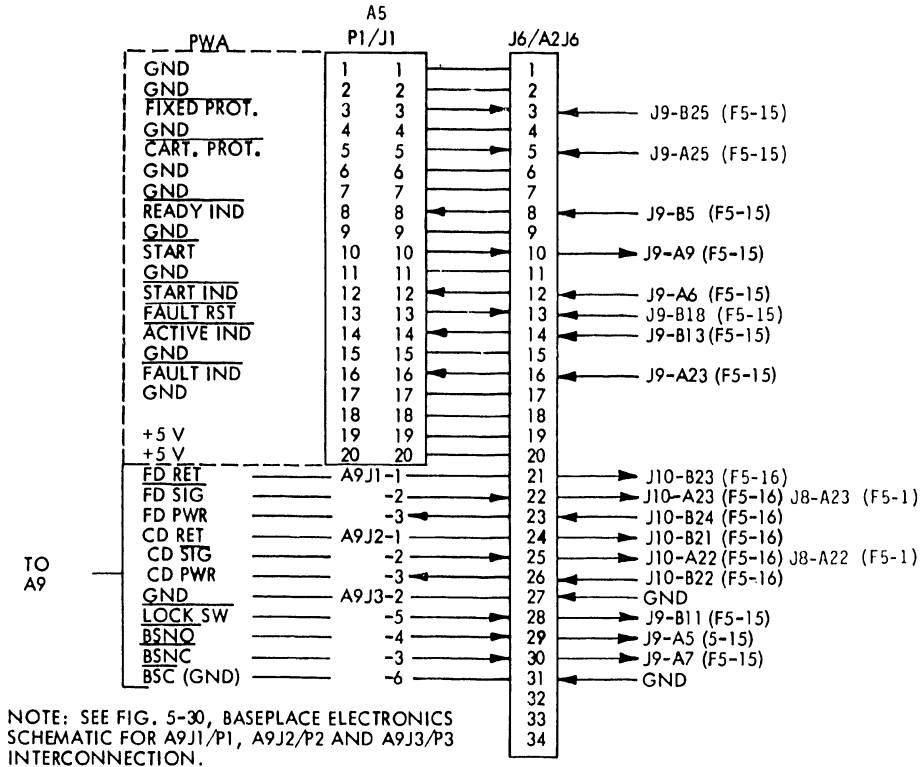 A5
PWA P1/J1 J6/A2J6
GND 1 1 1
GND 2 2 2
FIXED PROT. 3 3 3 J9-B25 (F5-15)
GND 4 4 4
CART. PROT. 5 5 5 J9-A25 (F5-15)
GND 6 6 6
GND 7 7 7
READY IND 8 8 8 J9-B5 (F5-15)
GND 9 9 9
START 10 10 10 J9-A9 (F5-15)
GND 11 11 11
START IND 12 12 12 J9-A6 (F5-15)
FAULT RST 13 13 13 J9-B18 (F5-15)
ACTIVE IND 14 14 14 J9-B13 (F5-15)
GND 15 15 15
FAULT IND 16 16 16 J9-A23 (F5-15)
GND 17 17 17
18 18 18
+5 V 19 19 19
+5 V 20 20 20
FD RET A9J1-1 21 J10-B23 (F5-16)
FD SIG -2 22 J10-A23 (F5-16) J8-A23 (F5-1)
FD PWR -3 23 J10-B24 (F5-16)
CD RET A9J2-1 24 J10-B21 (F5-16)
CD SIG -2 25 J10-A22 (F5-16) J8-A22 (F5-1)
CD PWR -3 26 J10-B22 (F5-16)
GND A9J3-2 27 GND
LOCK SW -5 28 J9-B11 (F5-15)
BSNO -4 29 J9-A5 (5-15)
BSNC -3 30 J9-A7 (F5-15)
BSC (GND) -6 31 GND
32
33
34
TO
A9
NOTE: SEE FIG. 5-30, BASEPLACE ELECTRONICS
SCHEMATIC FOR A9J1/P1, A9J2/P2 AND A9J3/P3
INTERCONNECTION.